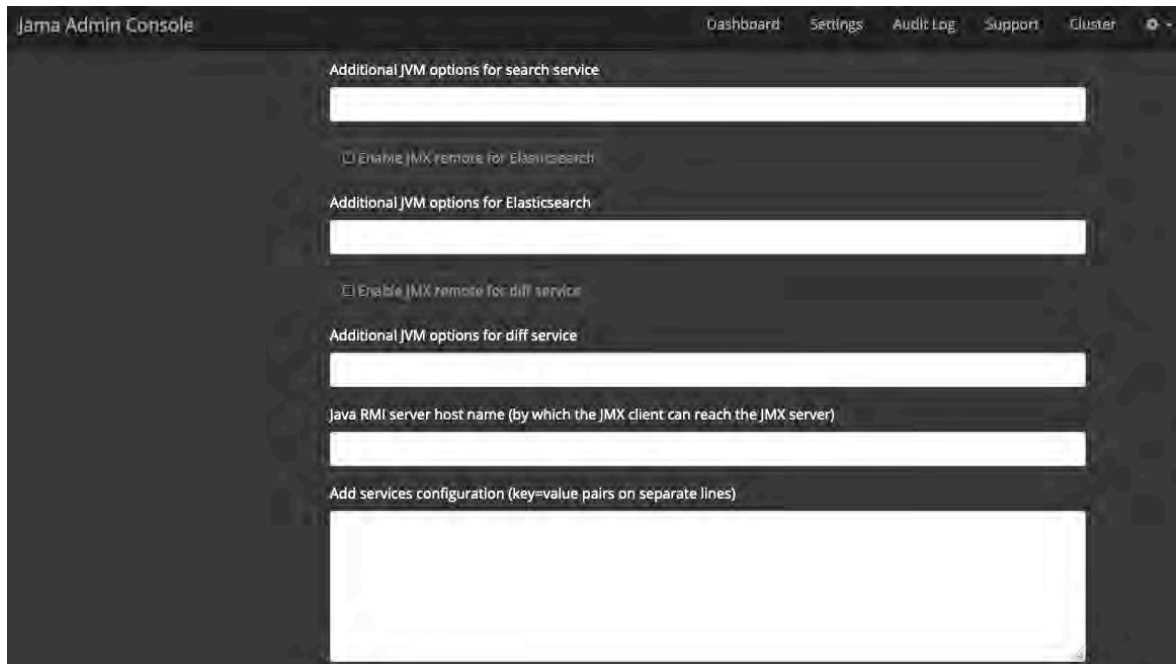 Jama Admin Console
Dashboard Settings Audit Log Support Cluster
Additional JVM options for search service
Enable JMX remote for Elasticsearch
Additional JVM options for Elasticsearch
Enable JMX remote for diff service
Additional JVM options for diff service
Java RMI server host name (by which the JMX client can reach the JMX server)
Add services configuration (key=value pairs on separate lines)